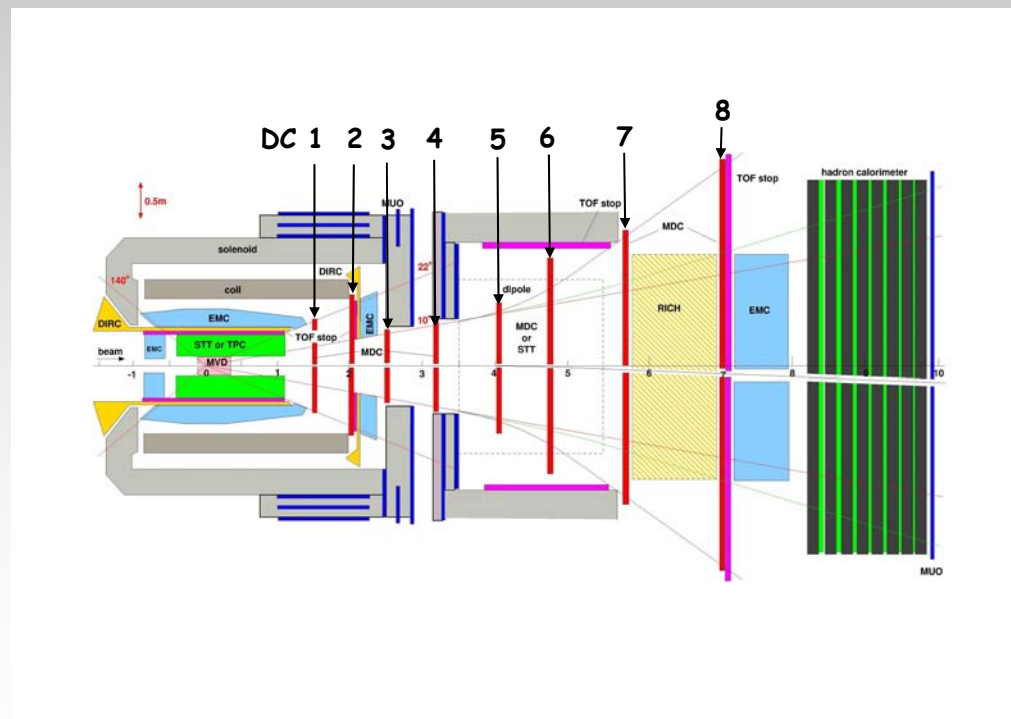 8
DC 1 2 3 4 5 6 7
hadron calorimeter
TOF stop
0.5m
MUO
TOF stop
MDC
solenoid
22°
DIRC
140°
coil
dipole
DIRC
EMC
10°
EMC
RICH
EMC
TOF stop
STT or TPC
MDC
or
STT
beam
EMC
MDC
MVD
-1 0 1 2 3 4 5 6 7 8 9 10
MUO